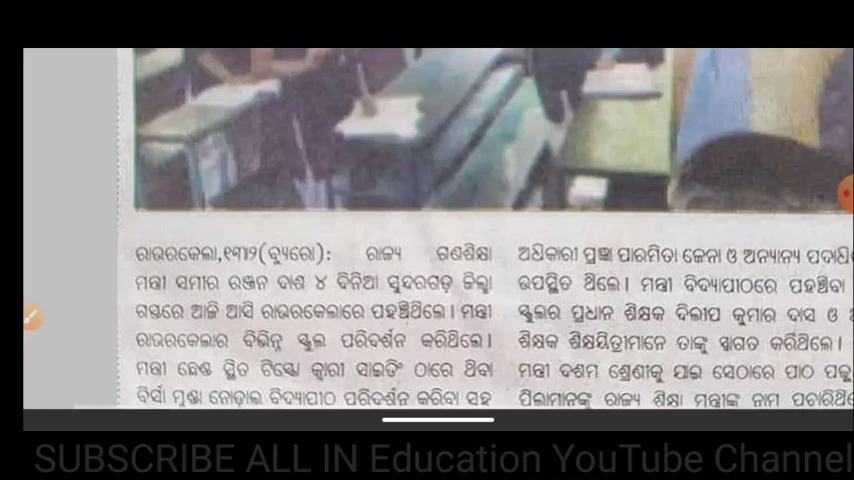 ରାଉରକେଲା,୧୩।୨(ବ୍ୟୁରୋ): ରାଜ୍ୟ ଗଣଶିକ୍ଷା
ମନ୍ତ୍ରୀ ସମୀର ରଞ୍ଜନ ଦାଶ ୪ ଦିନିଆ ସୁନ୍ଦରଗଡ଼ ଜିଲ୍ଲା
ଗସ୍ତରେ ଆଜି ଆସି ରାଉରକେଲାରେ ପହଞ୍ଚିଥିଲେ। ମନ୍ତ୍ରୀ
ରାଉରକେଲାର ବିଭିନ୍ନ ସ୍କୁଲ ପରିଦର୍ଶନ କରିଥିଲେ।
ମନ୍ତ୍ରୀ ଛେଣ୍ଡ ସ୍ଥିତ ଟିସ୍କୋ କ୍ୱାରୀ ସାଇଡିଂ ଠାରେ ଥିବା
ବିର୍ସା ମୁଣ୍ଡା ନୋଡ଼ାଲ ବିଦ୍ୟାପୀଠ ପରିଦର୍ଶନ କରିବା ସହ
ଅଧିକାରୀ ପ୍ରଜ୍ଞା ପାରମିତା ଜେନା ଓ ଅନ୍ୟାନ୍ୟ
ଉପସ୍ଥିତ ଥିଲେ। ମନ୍ତ୍ରୀ ବିଦ୍ୟାପୀଠରେ ପହଞ୍ଚିବା
ସ୍କୁଲର ପ୍ରଧାନ ଶିକ୍ଷକ ଦିଲୀପ କୁମାର ଦାସ ଓ
ଶିକ୍ଷକ ଶିକ୍ଷୟିତ୍ରୀମାନେ ତାଙ୍କୁ ସ୍ୱାଗତ କରିଥିଲେ।
ମନ୍ତ୍ରୀ ଦଶମ ଶ୍ରେଣୀକୁ ଯାଇ ସେଠାରେ ପାଠ
ପିଲାମାନଙ୍କୁ ରାଜ୍ୟ ଶିକ୍ଷା ମନ୍ତ୍ରୀଙ୍କ ନାମ
SUBSCRIBE ALL IN Education YouTube Channel